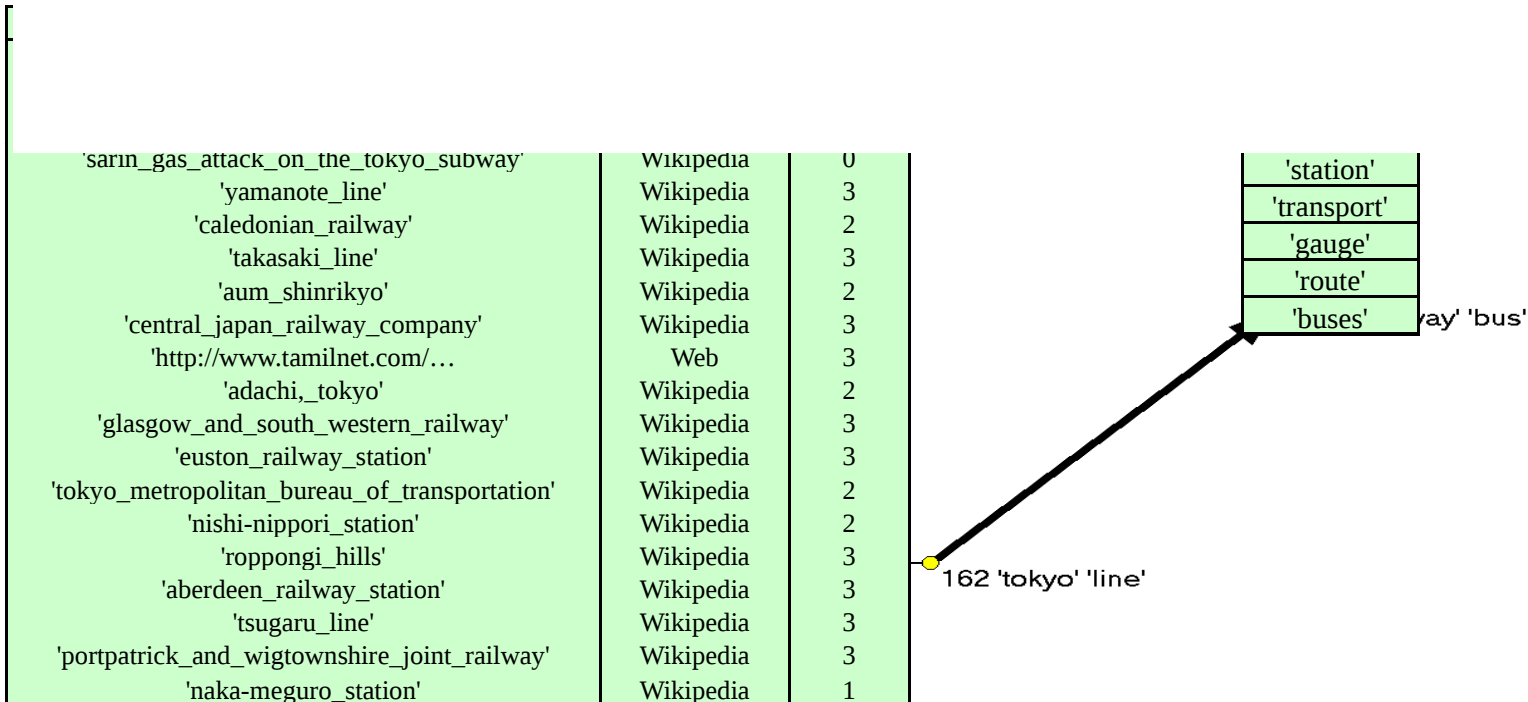 'sarin_gas_attack_on_the_tokyo_subway' Wikipedia 0
'yamanote_line' Wikipedia 3
'caledonian_railway' Wikipedia 2
'takasaki_line' Wikipedia 3
'aum_shinrikyo' Wikipedia 2
'central_japan_railway_company' Wikipedia 3
'http://www.tamilnet.com/… Web 3
'adachi,_tokyo' Wikipedia 2
'glasgow_and_south_western_railway' Wikipedia 3
'euston_railway_station' Wikipedia 3
'tokyo_metropolitan_bureau_of_transportation' Wikipedia 2
'nishi-nippori_station' Wikipedia 2
'roppongi_hills' Wikipedia 3
'aberdeen_railway_station' Wikipedia 3
'tsugaru_line' Wikipedia 3
'portpatrick_and_wigtownshire_joint_railway' Wikipedia 3
'naka-meguro_station' Wikipedia 1
162 'tokyo' 'line'
'station'
'transport'
'gauge'
'route'
'buses'
'bus'